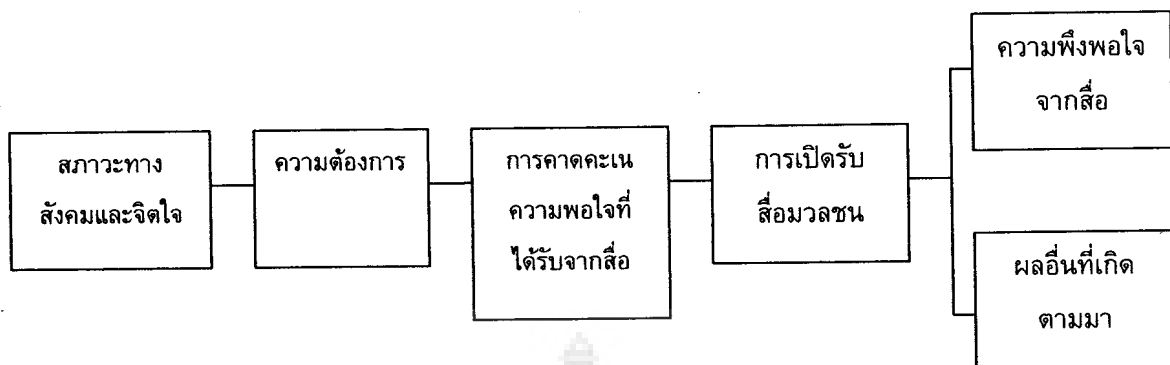 สภาวะทาง
สังคมและจิตใจ
ความต้องการ
การคาดคะเน
ความพอใจที่
ได้รับจากสื่อ
การเปิดรับ
สื่อมวลชน
ความพึงพอใจ
จากสื่อ
ผลอื่นที่เกิด
ตามมา